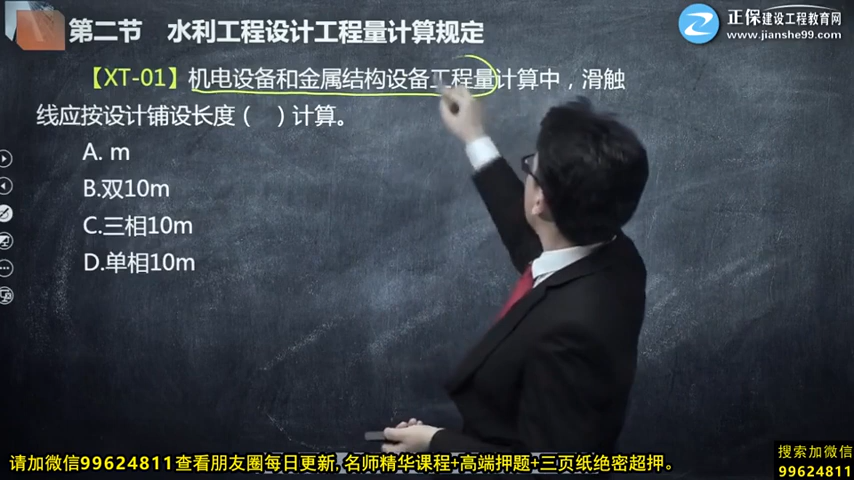 第二节 水利工程设计工程量计算规定
正保建设工程教育网
www.jianshe99.com
【XT-01】机电设备和金属结构设备工程量计算中，滑触
线应按设计铺设长度（ ）计算。
A. m
B.双10m
C.三相10m
D.单相10m
请加微信99624811查看朋友圈每日更新,名师精华课程+高端押题+三页纸绝密超押。
搜索加微信
99624811